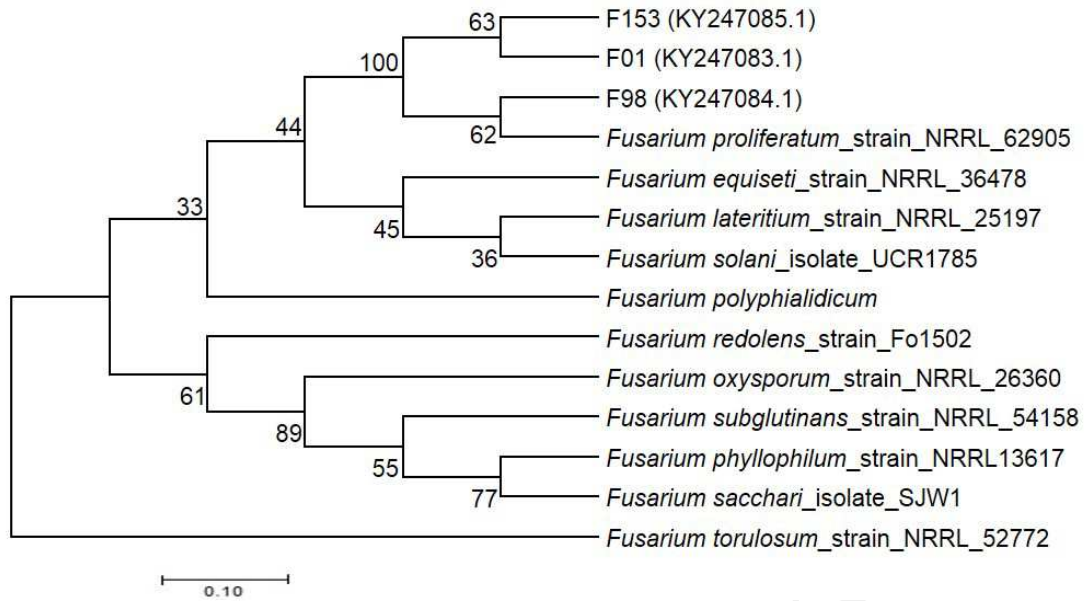 63
F153 (KY247085.1)
F01 (KY247083.1)
100
F98 (KY247084.1)
44
62
Fusarium proliferatum_strain_NRRL_62905
Fusarium equiseti_strain_NRRL_36478
33
Fusarium lateritium_strain_NRRL_25197
45
36
Fusarium solani_isolate_UCR1785
Fusarium polyphialidicum
Fusarium redolens_strain_Fo1502
61
Fusarium oxysporum_strain_NRRL_26360
89
Fusarium subglutinans_strain_NRRL_54158
55
Fusarium phyllophilum_strain_NRRL13617
77
Fusarium sacchari_isolate_SJW1
Fusarium torulosum_strain_NRRL_52772
0.10